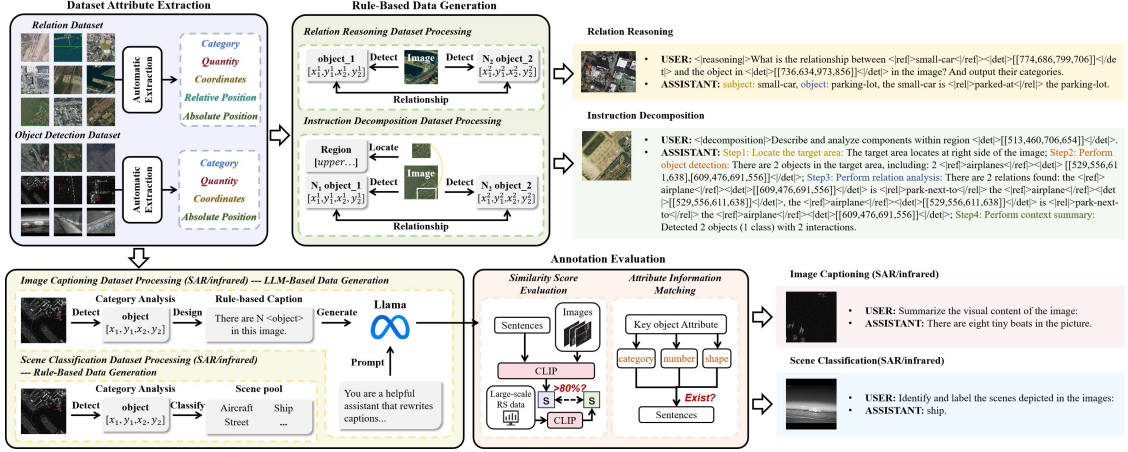 Dataset Attribute Extraction
Relation Dataset
Automatic
Extraction
Category
Quantity
Coordinates
Relative Position
Absolute Position
Object Detection Dataset
Automatic
Extraction
Category
Quantity
Coordinates
Absolute Position
Rule-Based Data Generation
Relation Reasoning Dataset Processing
object_1
[x₁¹,y₁¹,x₂¹,y₂¹]
Detect
Image
Detect
N₂ object_2
[x₁²,y₁²,x₂²,y₂²]
Relationship
Instruction Decomposition Dataset Processing
Region
[upper…]
Locate
Image
N₁ object_1
[x₁¹,y₁¹,x₂¹,y₂¹]
Detect
Detect
N₂ object_2
[x₁²,y₁²,x₂²,y₂²]
Relationship
Relation Reasoning
• USER: <|reasoning|>What is the relationship between <|ref|>small-car<|/ref|><|det|>[[774,686,799,706]]<|/de
t|> and the object in <|det|>[[736,634,973,856]]<|/det|> in the image? And output their categories.
• ASSISTANT: subject: small-car, object: parking-lot, the small-car is <|rel|>parked-at<|/rel|> the parking-lot.
Instruction Decomposition
• USER: <|decomposition|>Describe and analyze components within region <|det|>[[513,460,706,654]]<|/det|>.
• ASSISTANT: Step1: Locate the target area: The target area locates at right side of the image; Step2: Perform
object detection: There are 2 objects in the target area, including: 2 <|ref|>airplanes<|/ref|><|det|> [[529,556,61
1,638],[609,476,691,556]]<|/det|>; Step3: Perform relation analysis: There are 2 relations found: the <|ref|>
airplane<|/ref|><|det|>[[609,476,691,556]]<|/det|> is <|rel|>park-next-to<|/rel|> the <|ref|>airplane<|/ref|><|det
|>[[529,556,611,638]]<|/det|>, the <|ref|>airplane<|/ref|><|det|>[[529,556,611,638]]<|/det|> is <|rel|>park-next-
to<|/rel|> the <|ref|>airplane<|/ref|><|det|>[[609,476,691,556]]<|/det|>; Step4: Perform context summary:
Detected 2 objects (1 class) with 2 interactions.
Image Captioning Dataset Processing (SAR/infrared) --- LLM-Based Data Generation
Category Analysis
Rule-based Caption
Detect
object
[x₁,y₁,x₂,y₂]
Design
There are N <object>
in this image.
Generate
Llama
Prompt
You are a helpful
assistant that rewrites
captions...
Scene Classification Dataset Processing (SAR/infrared)
--- Rule-Based Data Generation
Category Analysis
Scene pool
Detect
object
[x₁,y₁,x₂,y₂]
Classify
Aircraft Ship
Street ...
Annotation Evaluation
Similarity Score
Evaluation
Images
Sentences
CLIP
>80%?
S
S
Large-scale
RS data
CLIP
Attribute Information
Matching
Key object Attribute
category
number
shape
Exist?
Sentences
Image Captioning (SAR/infrared)
• USER: Summarize the visual content of the image:
• ASSISTANT: There are eight tiny boats in the picture.
Scene Classification(SAR/infrared)
• USER: Identify and label the scenes depicted in the images:
• ASSISTANT: ship.